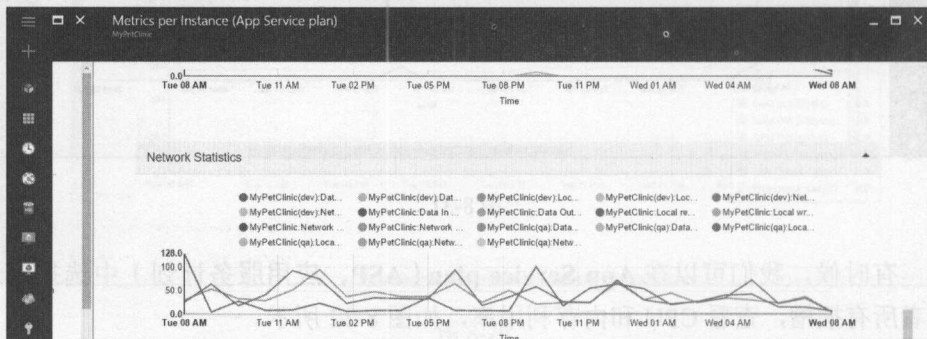 Metrics per Instance (App Service plan)
MyPetClinic
0.0
Tue 08 AM Tue 11 AM Tue 02 PM Tue 05 PM Tue 08 PM Tue 11 PM Wed 01 AM Wed 04 AM Wed 08 AM
Time
Network Statistics
MyPetClinic(dev):Dat... MyPetClinic(dev):Dat... MyPetClinic(dev):Loc... MyPetClinic(dev):Loc... MyPetClinic(dev):Net...
MyPetClinic(dev):Net... MyPetClinic:Data In MyPetClinic:Data Out... MyPetClinic:Local re... MyPetClinic:Local wr...
MyPetClinic:Network ... MyPetClinic:Network ... MyPetClinic(qa):Data... MyPetClinic(qa):Data... MyPetClinic(qa):Loca...
MyPetClinic(qa):Loca... MyPetClinic(qa):Netw... MyPetClinic(qa):Netw...
128.0
100.0
50.0
0.0
Tue 08 AM Tue 11 AM Tue 02 PM Tue 05 PM Tue 08 PM Tue 11 PM Wed 01 AM Wed 04 AM Wed 08 AM
Time